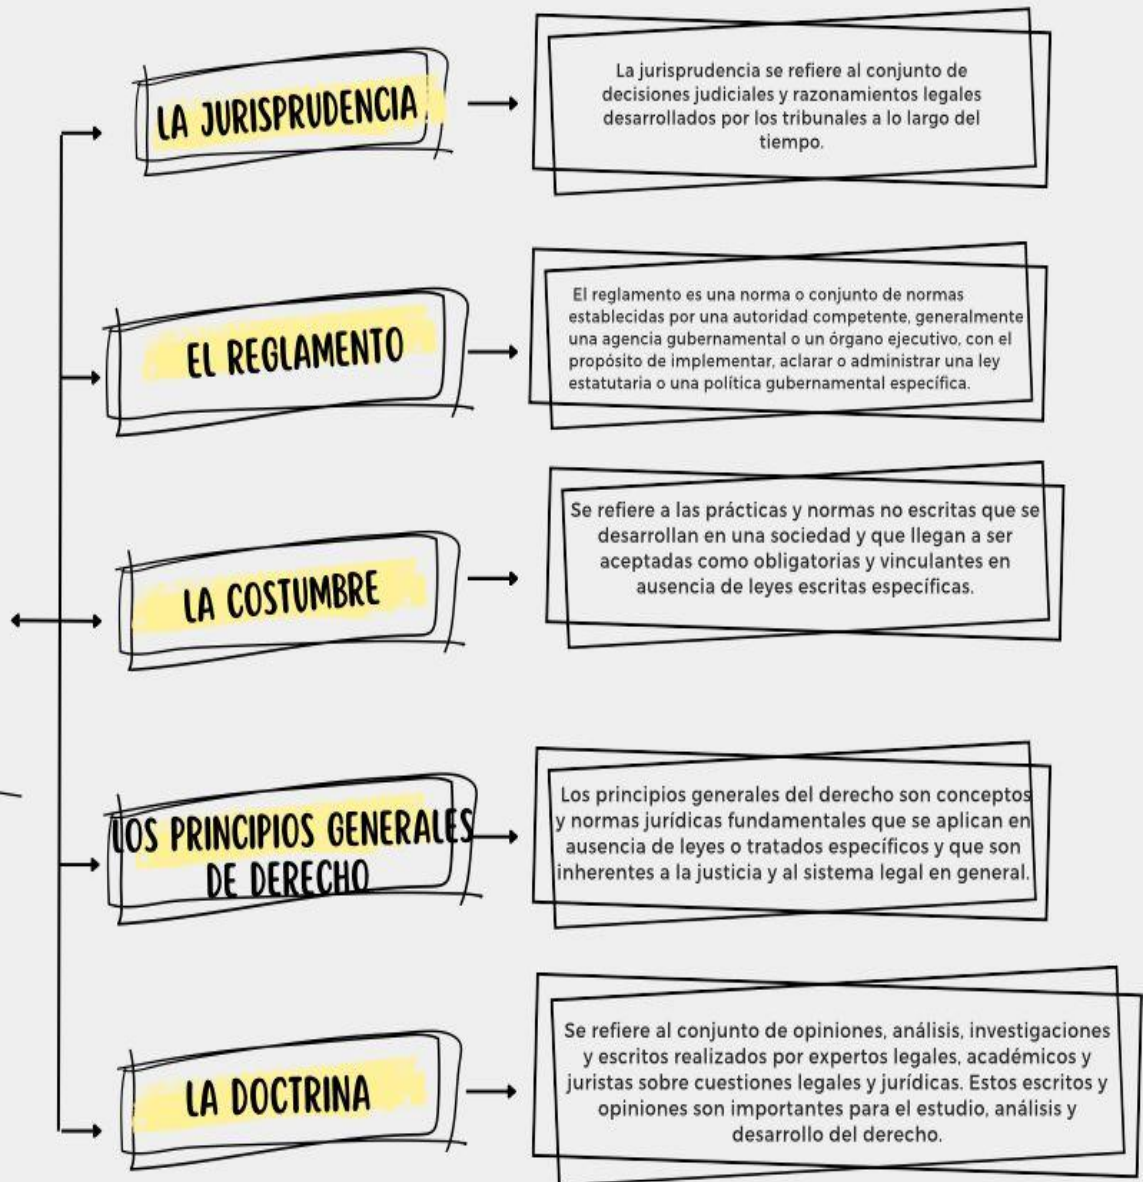 LA JURISPRUDENCIA
La jurisprudencia se refiere al conjunto de
decisiones judiciales y razonamientos legales
desarrollados por los tribunales a lo largo del
tiempo.
EL REGLAMENTO
El reglamento es una norma o conjunto de normas
establecidas por una autoridad competente, generalmente
una agencia gubernamental o un órgano ejecutivo, con el
propósito de implementar, aclarar o administrar una ley
estatutaria o una política gubernamental específica.
LA COSTUMBRE
Se refiere a las prácticas y normas no escritas que se
desarrollan en una sociedad y que llegan a ser
aceptadas como obligatorias y vinculantes en
ausencia de leyes escritas específicas.
LOS PRINCIPIOS GENERALES
DE DERECHO
Los principios generales del derecho son conceptos
y normas jurídicas fundamentales que se aplican en
ausencia de leyes o tratados específicos y que son
inherentes a la justicia y al sistema legal en general.
LA DOCTRINA
Se refiere al conjunto de opiniones, análisis, investigaciones
y escritos realizados por expertos legales, académicos y
juristas sobre cuestiones legales y jurídicas. Estos escritos y
opiniones son importantes para el estudio, análisis y
desarrollo del derecho.